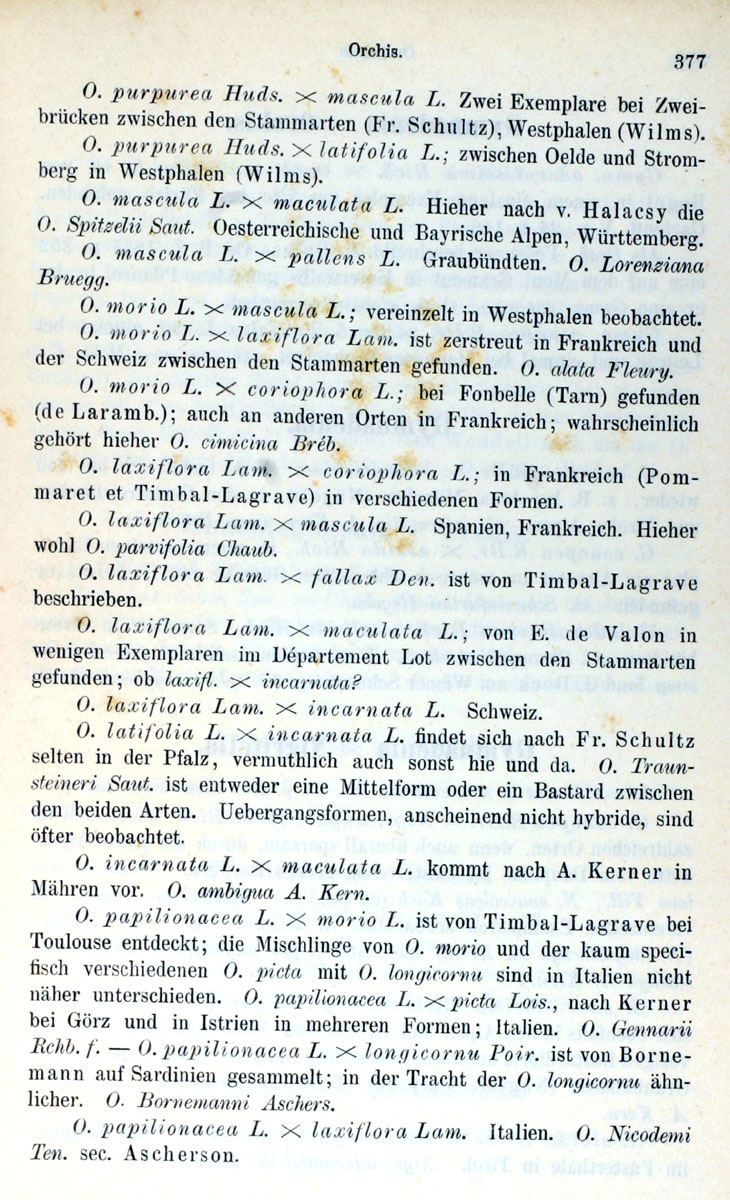 Orchis.
377
O. purpurea Huds. × mascula L. Zwei Exemplare bei Zwei-
brücken zwischen den Stammarten (Fr. Schultz), Westphalen (Wilms).
O. purpurea Huds. × latifolia L.; zwischen Oelde und Strom-
berg in Westphalen (Wilms).
O. mascula L. × maculata L. Hieher nach v. Halacsy die
O. Spitzelii Saut. Oesterreichische und Bayrische Alpen, Württemberg.
O. mascula L. × pallens L. Graubündten. O. Lorenziana
Bruegg.
O. morio L. × mascula L.; vereinzelt in Westphalen beobachtet.
O. morio L. × laxiflora Lam. ist zerstreut in Frankreich und
der Schweiz zwischen den Stammarten gefunden. O. alata Fleury.
O. morio L. × coriophora L.; bei Fonbelle (Tarn) gefunden
(de Laramb.); auch an anderen Orten in Frankreich; wahrscheinlich
gehört hieher O. cimicina Bréb.
O. laxiflora Lam. × coriophora L.; in Frankreich (Pom-
maret et Timbal-Lagrave) in verschiedenen Formen.
O. laxiflora Lam. × mascula L. Spanien, Frankreich. Hieher
wohl O. parvifolia Chaub.
O. laxiflora Lam. × fallax Den. ist von Timbal-Lagrave
beschrieben.
O. laxiflora Lam. × maculata L.; von E. de Valon in
wenigen Exemplaren im Département Lot zwischen den Stammarten
gefunden; ob laxifl. × incarnata?
O. laxiflora Lam. × incarnata L. Schweiz.
O. latifolia L. × incarnata L. findet sich nach Fr. Schultz
selten in der Pfalz, vermuthlich auch sonst hie und da. O. Traun-
steineri Saut. ist entweder eine Mittelform oder ein Bastard zwischen
den beiden Arten. Uebergangsformen, anscheinend nicht hybride, sind
öfter beobachtet.
O. incarnata L. × maculata L. kommt nach A. Kerner in
Mähren vor. O. ambigua A. Kern.
O. papilionacea L. × morio L. ist von Timbal-Lagrave bei
Toulouse entdeckt; die Mischlinge von O. morio und der kaum speci-
fisch verschiedenen O. picta mit O. longicornu sind in Italien nicht
näher unterschieden. O. papilionacea L. × picta Lois., nach Kerner
bei Görz und in Istrien in mehreren Formen; Italien. O. Gennarii
Rchb. f. — O. papilionacea L. × longicornu Poir. ist von Borne-
mann auf Sardinien gesammelt; in der Tracht der O. longicornu ähn-
licher. O. Bornemanni Aschers.
O. papilionacea L. × laxiflora Lam. Italien. O. Nicodemi
Ten. sec. Ascherson.